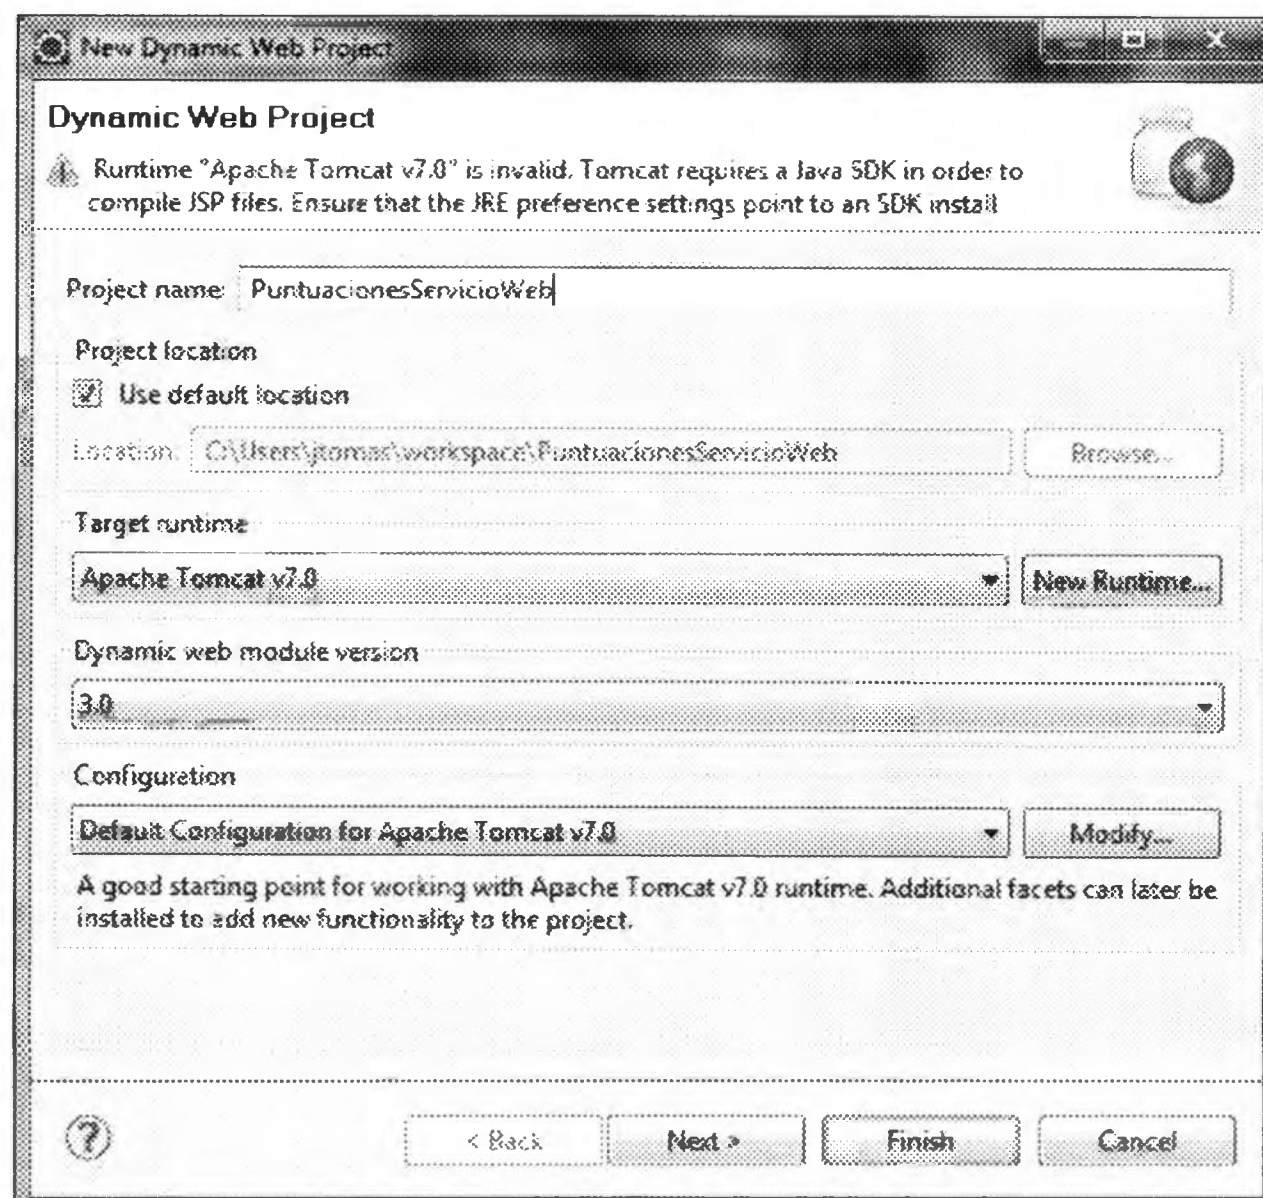 New Dynamic Web Project
Dynamic Web Project
Runtime "Apache Tomcat v7.0" is invalid. Tomcat requires a Java SDK in order to
compile JSP files. Ensure that the JRE preference settings point to an SDK install
Project name: PuntuacionesServicioWeb
Project location
Use default location
Location: C:\Users\jtomas\workspace\PuntuacionesServicioWeb Browse...
Target runtime
Apache Tomcat v7.0 New Runtime...
Dynamic web module version
3.0
Configuration
Default Configuration for Apache Tomcat v7.0 Modify...
A good starting point for working with Apache Tomcat v7.0 runtime. Additional facets can later be
installed to add new functionality to the project.
? < Back Next > Finish Cancel